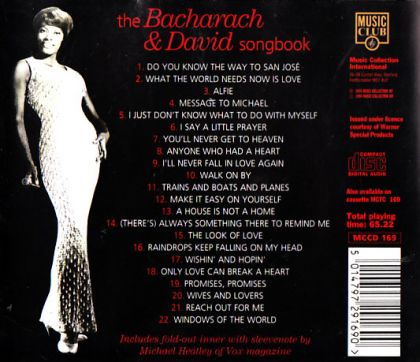 the Bacharach
& David songbook
1. DO YOU KNOW THE WAY TO SAN JOSÉ
2. WHAT THE WORLD NEEDS NOW IS LOVE
3. ALFIE
4. MESSAGE TO MICHAEL
5. I JUST DON'T KNOW WHAT TO DO WITH MYSELF
6. I SAY A LITTLE PRAYER
7. YOU'LL NEVER GET TO HEAVEN
8. ANYONE WHO HAD A HEART
9. I'LL NEVER FALL IN LOVE AGAIN
10. WALK ON BY
11. TRAINS AND BOATS AND PLANES
12. MAKE IT EASY ON YOURSELF
13. A HOUSE IS NOT A HOME
14. (THERE'S) ALWAYS SOMETHING THERE TO REMIND ME
15. THE LOOK OF LOVE
16. RAINDROPS KEEP FALLING ON MY HEAD
17. WISHIN' AND HOPIN'
18. ONLY LOVE CAN BREAK A HEART
19. PROMISES, PROMISES
20. WIVES AND LOVERS
21. REACH OUT FOR ME
22. WINDOWS OF THE WORLD
Includes fold-out inner with sleevenote by
Michael Heatley of Vox magazine
MUSIC
CLUB
Music Collection
International
Issued under licence
courtesy of Warner
Special Products
COMPACT
disc
DIGITAL AUDIO
Also available on
cassette MCTC 169
Total playing
time: 65.22
MCCD 169
5 014797 291690